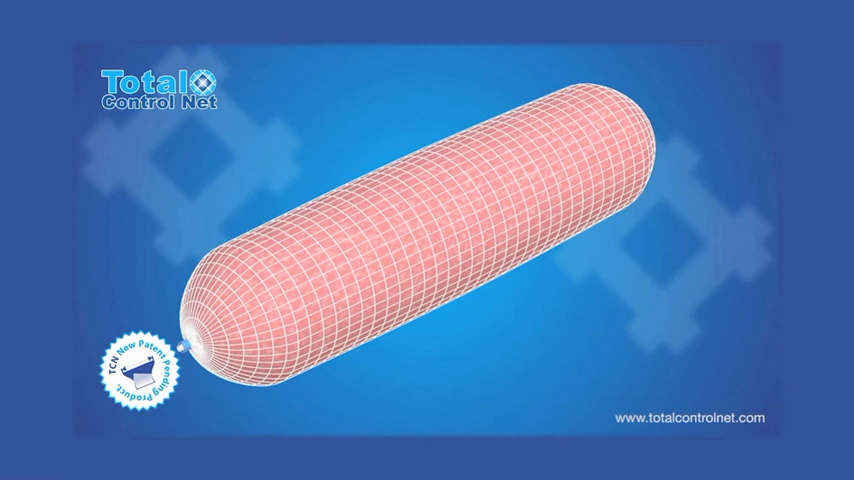 Total
Control Net
TCN New Patent Pending Product.
www.totalcontrolnet.com